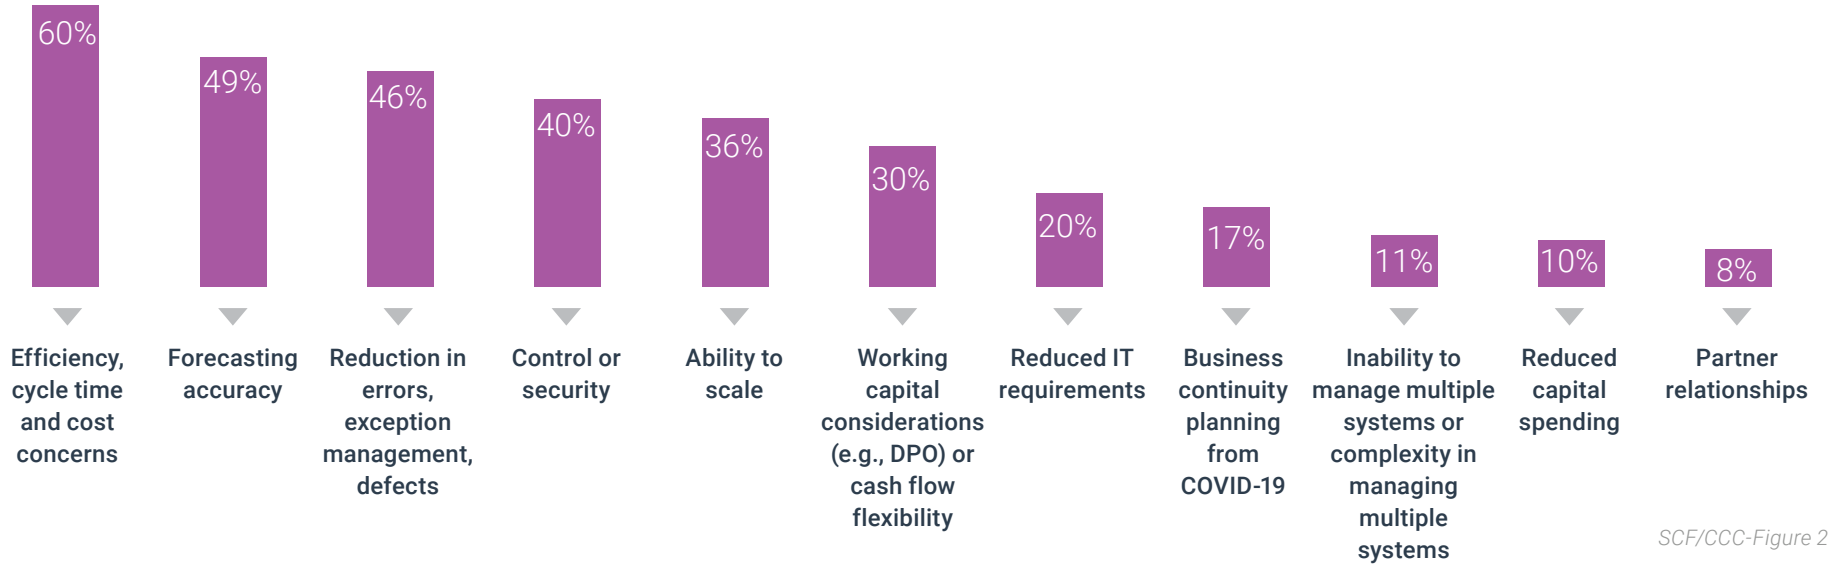 60%
49%
46%
40%
36%
30%
20%
17%
11%
10%
8%
Efficiency,
cycle time
and cost
concerns
Forecasting
accuracy
Reduction in
errors,
exception
management,
defects
Control or
security
Ability to
scale
Working
capital
considerations
(e.g., DPO) or
cash flow
flexibility
Reduced IT
requirements
Business
continuity
planning
from
COVID-19
Inability to
manage multiple
systems or
complexity in
managing
multiple
systems
Reduced
capital
spending
Partner
relationships
SCF/CCC-Figure 2